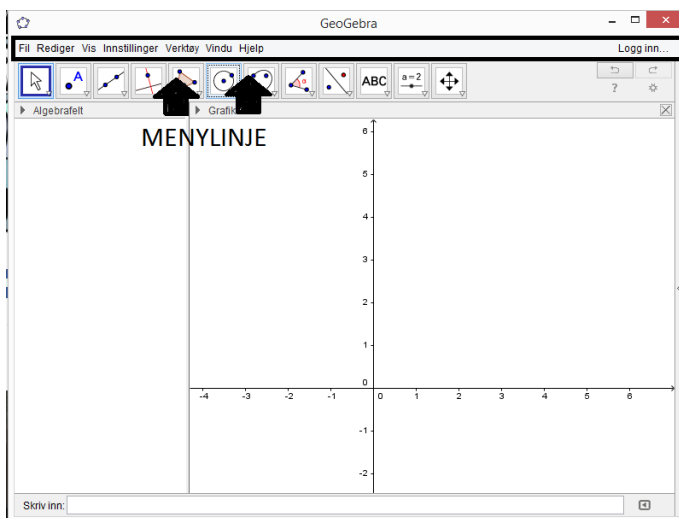 GeoGebra
Fil Rediger Vis Innstillinger Verktøy Vindu Hjelp Logg inn...
A ABC a=2
?
Algebrafelt
Grafik
MENYLINJE
6
5
4
3
2
1
0
-4 -3 -2 -1 0 1 2 3 4 5 6
-1
-2
Skriv inn: